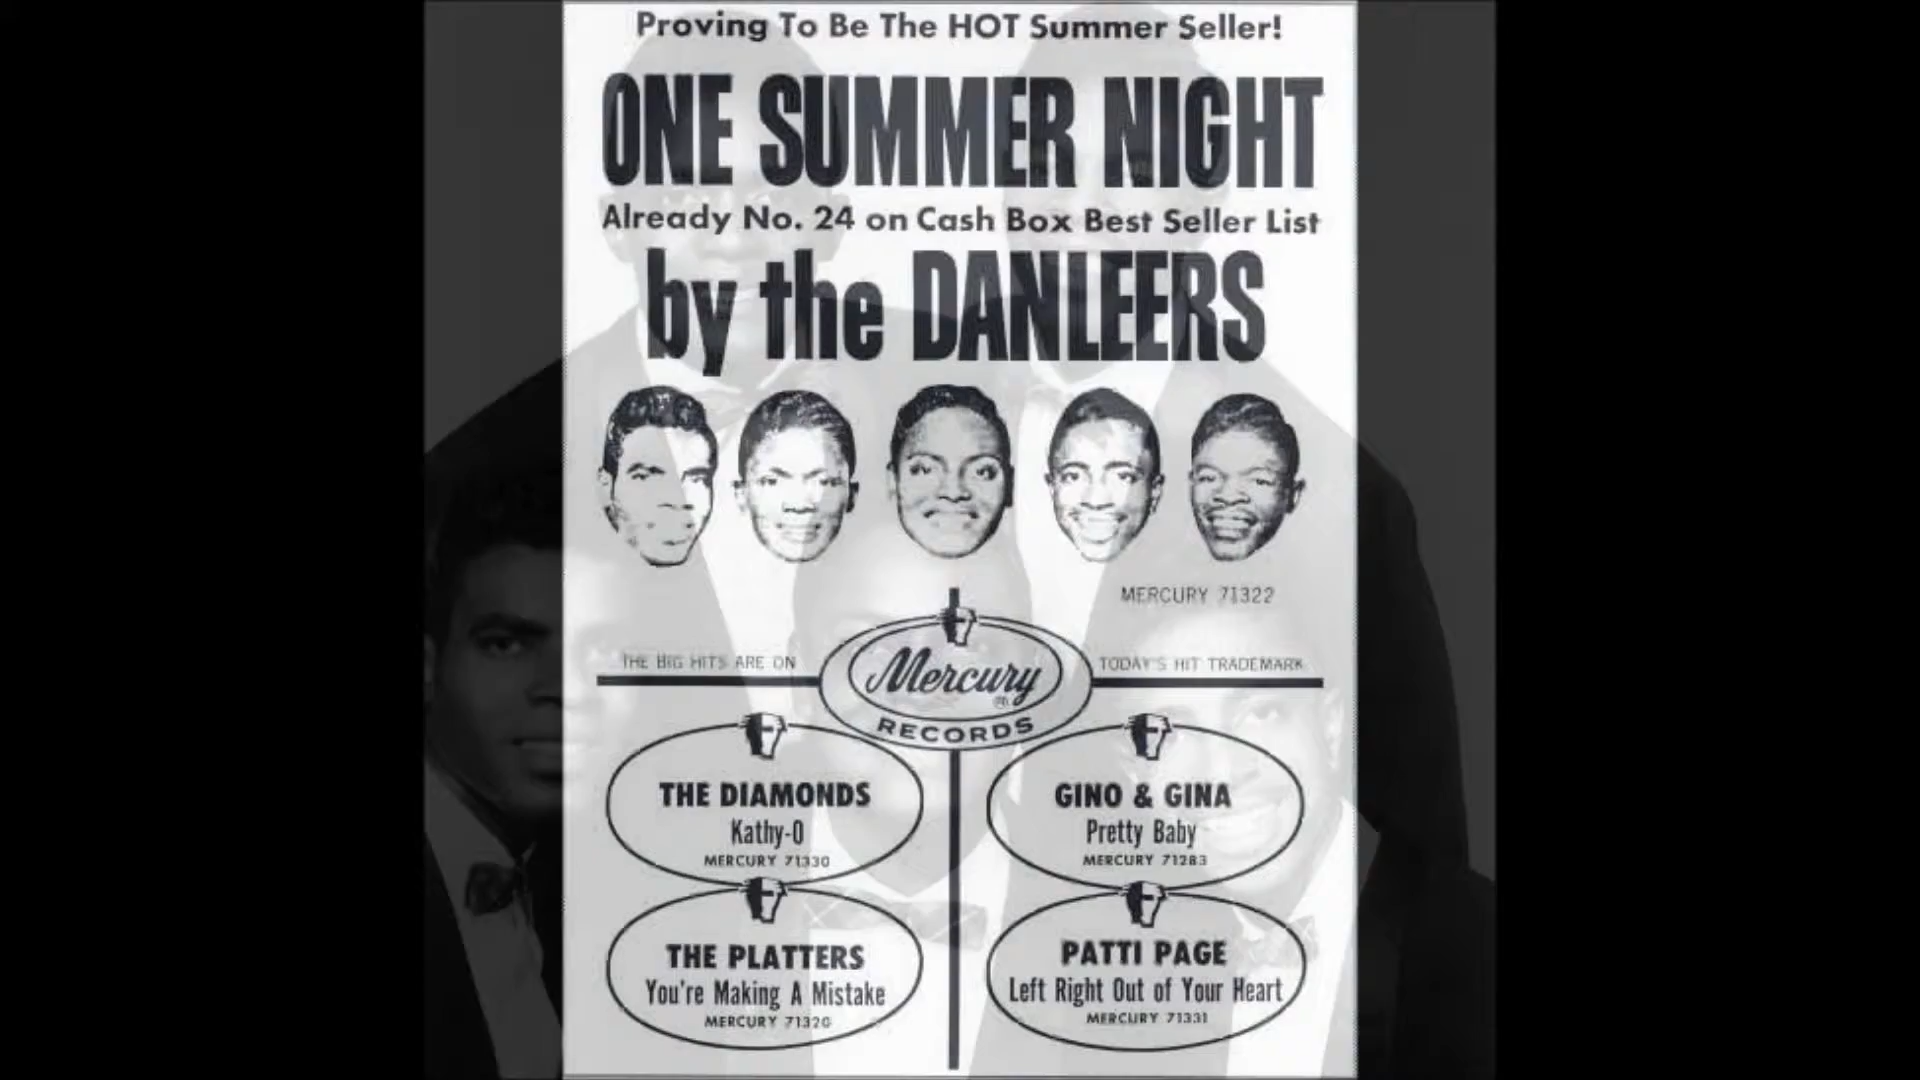 Proving To Be The HOT Summer Seller!
ONE SUMMER NIGHT
Already No. 24 on Cash Box Best Seller List
by the DANLEERS
MERCURY 71322
THE BIG HITS ARE ON
TODAY'S HIT TRADEMARK
Mercury
RECORDS
THE DIAMONDS
Kathy-O
MERCURY 71330
GINO & GINA
Pretty Baby
MERCURY 71283
THE PLATTERS
You're Making A Mistake
MERCURY 71320
PATTI PAGE
Left Right Out of Your Heart
MERCURY 71331